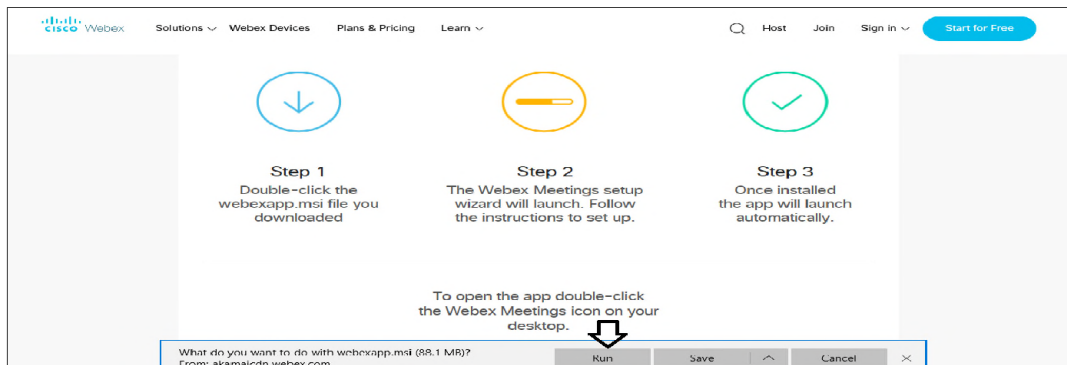 cisco Webex Solutions Webex Devices Plans & Pricing Learn Host Join Sign in Start for Free
Step 1
Double-click the
webexapp.msi file you
downloaded
Step 2
The Webex Meetings setup
wizard will launch. Follow
the instructions to set up.
Step 3
Once installed
the app will launch
automatically.
To open the app double-click
the Webex Meetings icon on your
desktop.
What do you want to do with webexapp.msi (88.1 MB)?
From: akamaicdn.webex.com
Run Save Cancel